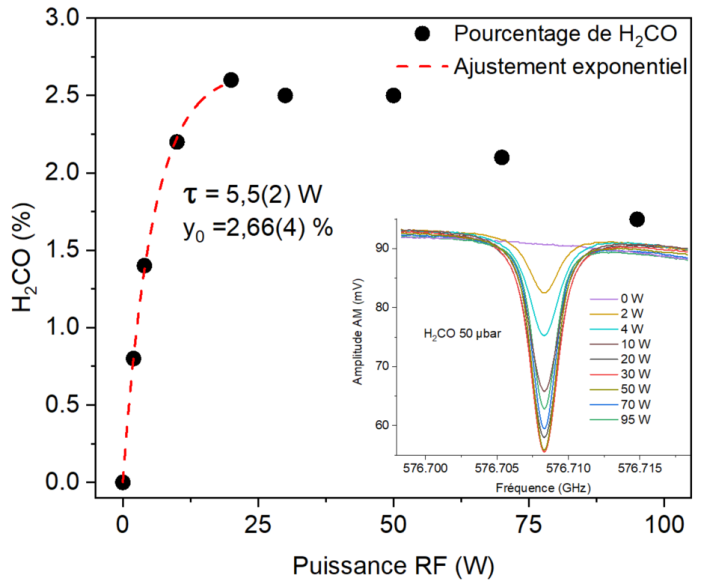 3.0
2.5
2.0
1.5
1.0
0.5
0.0
H₂CO (%)
Pourcentage de H₂CO
Ajustement exponentiel
τ = 5,5(2) W
y₀ =2,66(4) %
90
80
70
60
Amplitude AM (mV)
H₂CO 50 µbar
0 W
2 W
4 W
10 W
20 W
30 W
50 W
70 W
95 W
576.700 576.705 576.710 576.715
Fréquence (GHz)
0 25 50 75 100
Puissance RF (W)